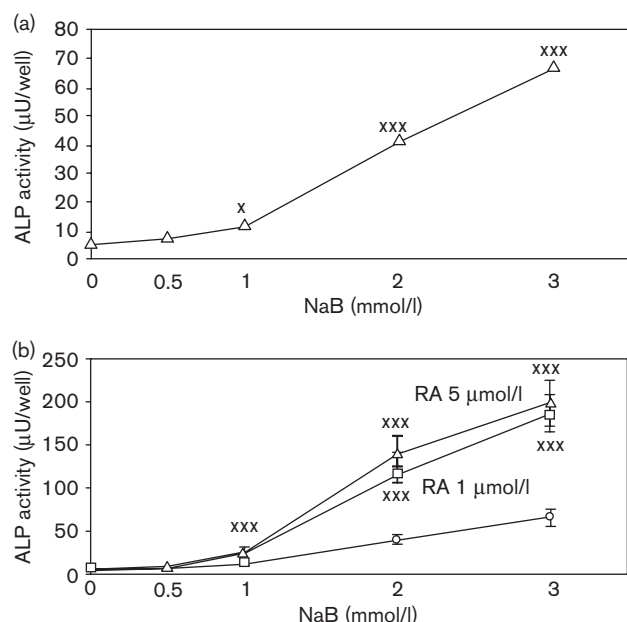 (a)
80
70
60
50
40
30
20
10
0
ALP activity (μU/well)
x
xxx
xxx
0 0.5 1 2 3
NaB (mmol/l)
(b)
250
200
150
100
50
0
ALP activity (μU/well)
xxx
RA 5 μmol/l
xxx
xxx
xxx
RA 1 μmol/l
xxx
0 0.5 1 2 3
NaB (mmol/l)